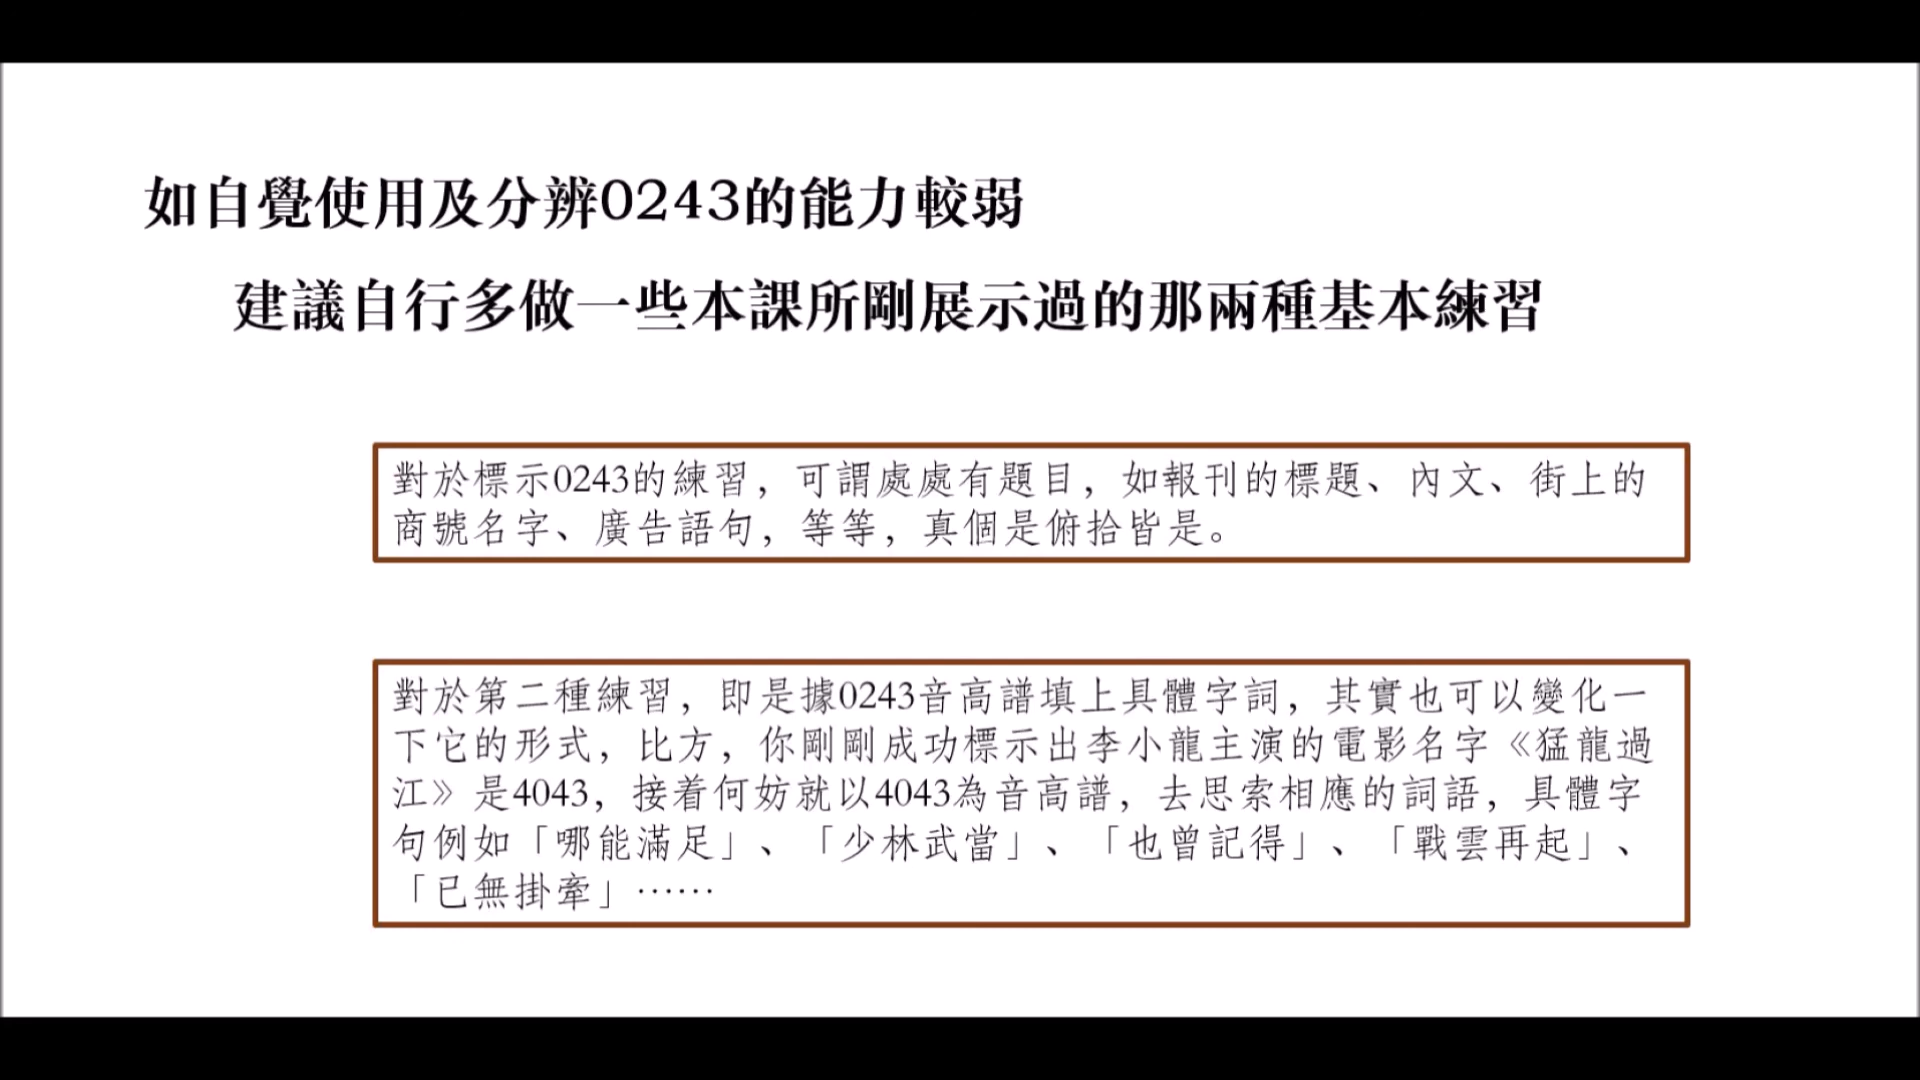 如自覺使用及分辨0243的能力較弱
建議自行多做一些本課所剛展示過的那兩種基本練習
對於標示0243的練習，可謂處處有題目，如報刊的標題、內文、街上的
商號名字、廣告語句，等等，真個是俯拾皆是。
對於第二種練習，即是據0243音高譜填上具體字詞，其實也可以變化一
下它的形式，比方，你剛剛成功標示出李小龍主演的電影名字《猛龍過
江》是4043，接着何妨就以4043為音高譜，去思索相應的詞語，具體字
句例如「哪能滿足」、「少林武當」、「也曾記得」、「戰雲再起」、
「已無掛牽」⋯⋯